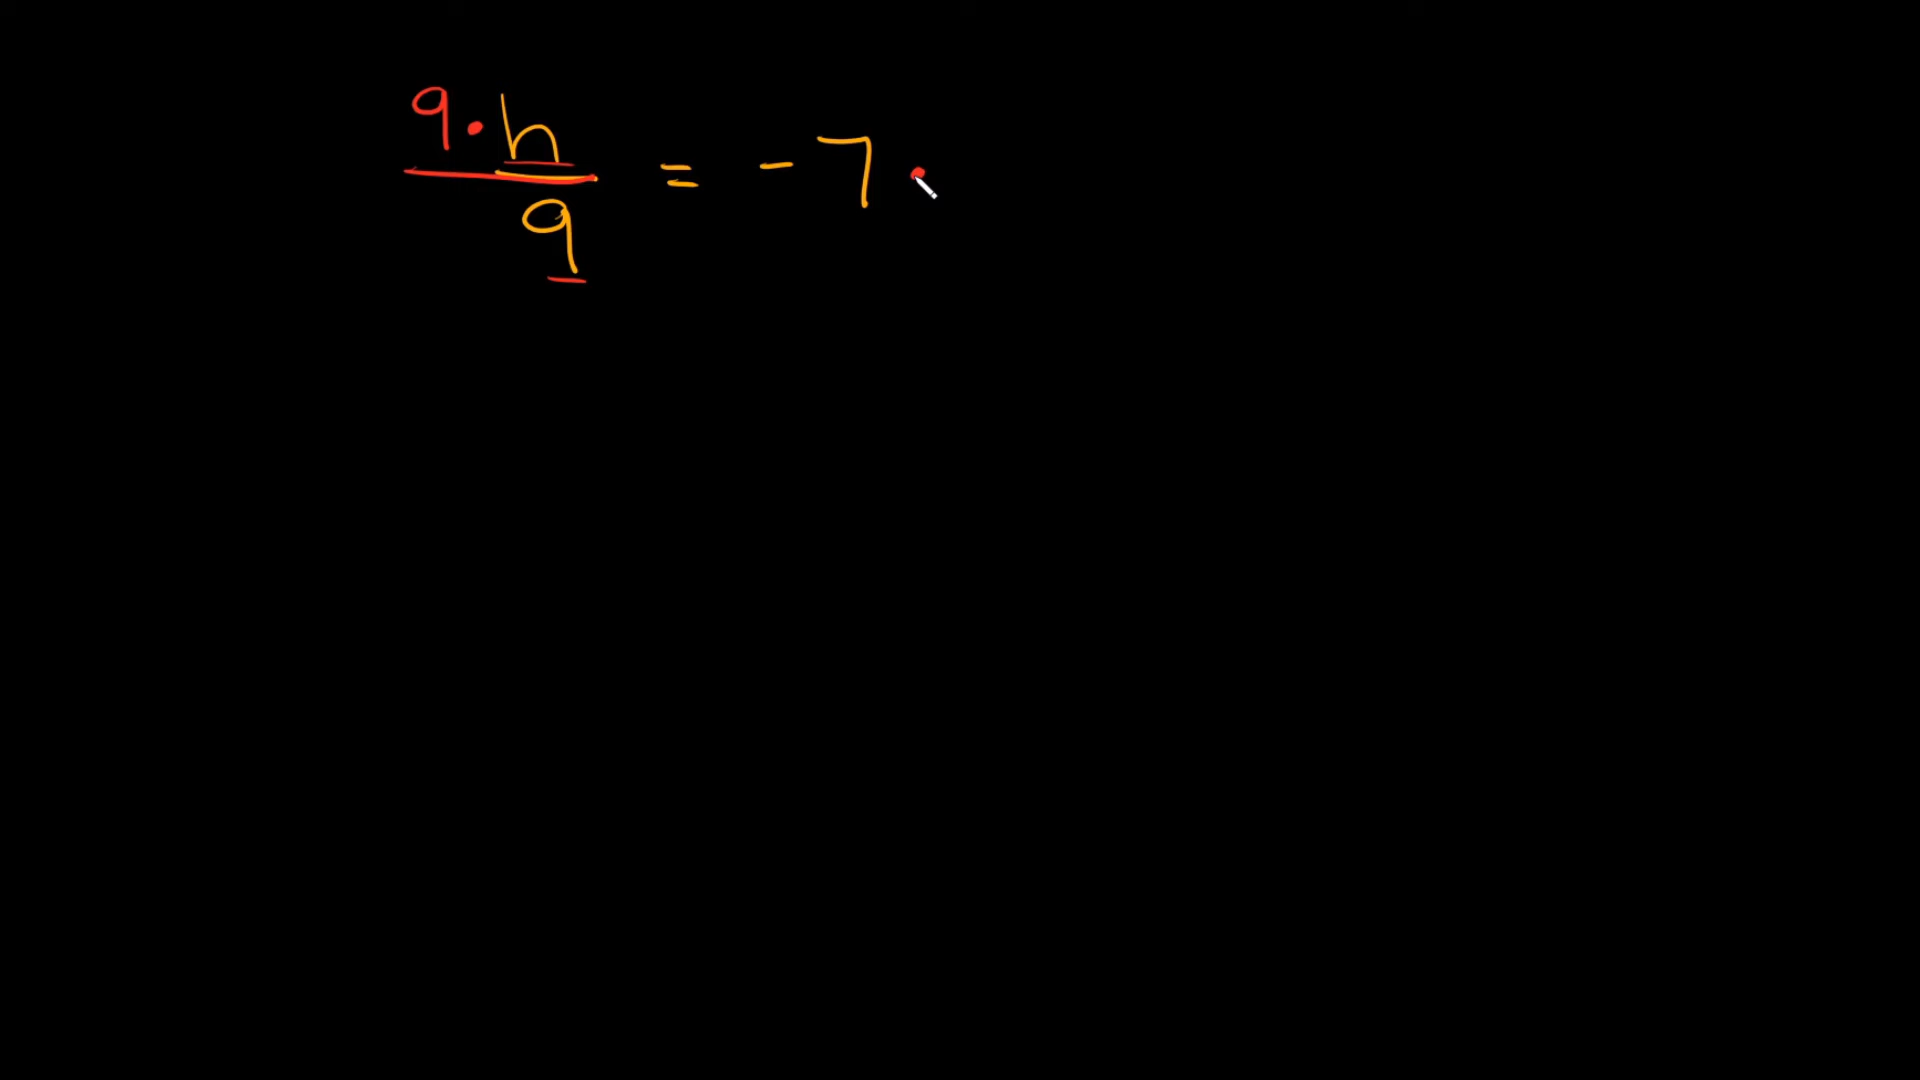 9 · h / 9 = - 7 ·